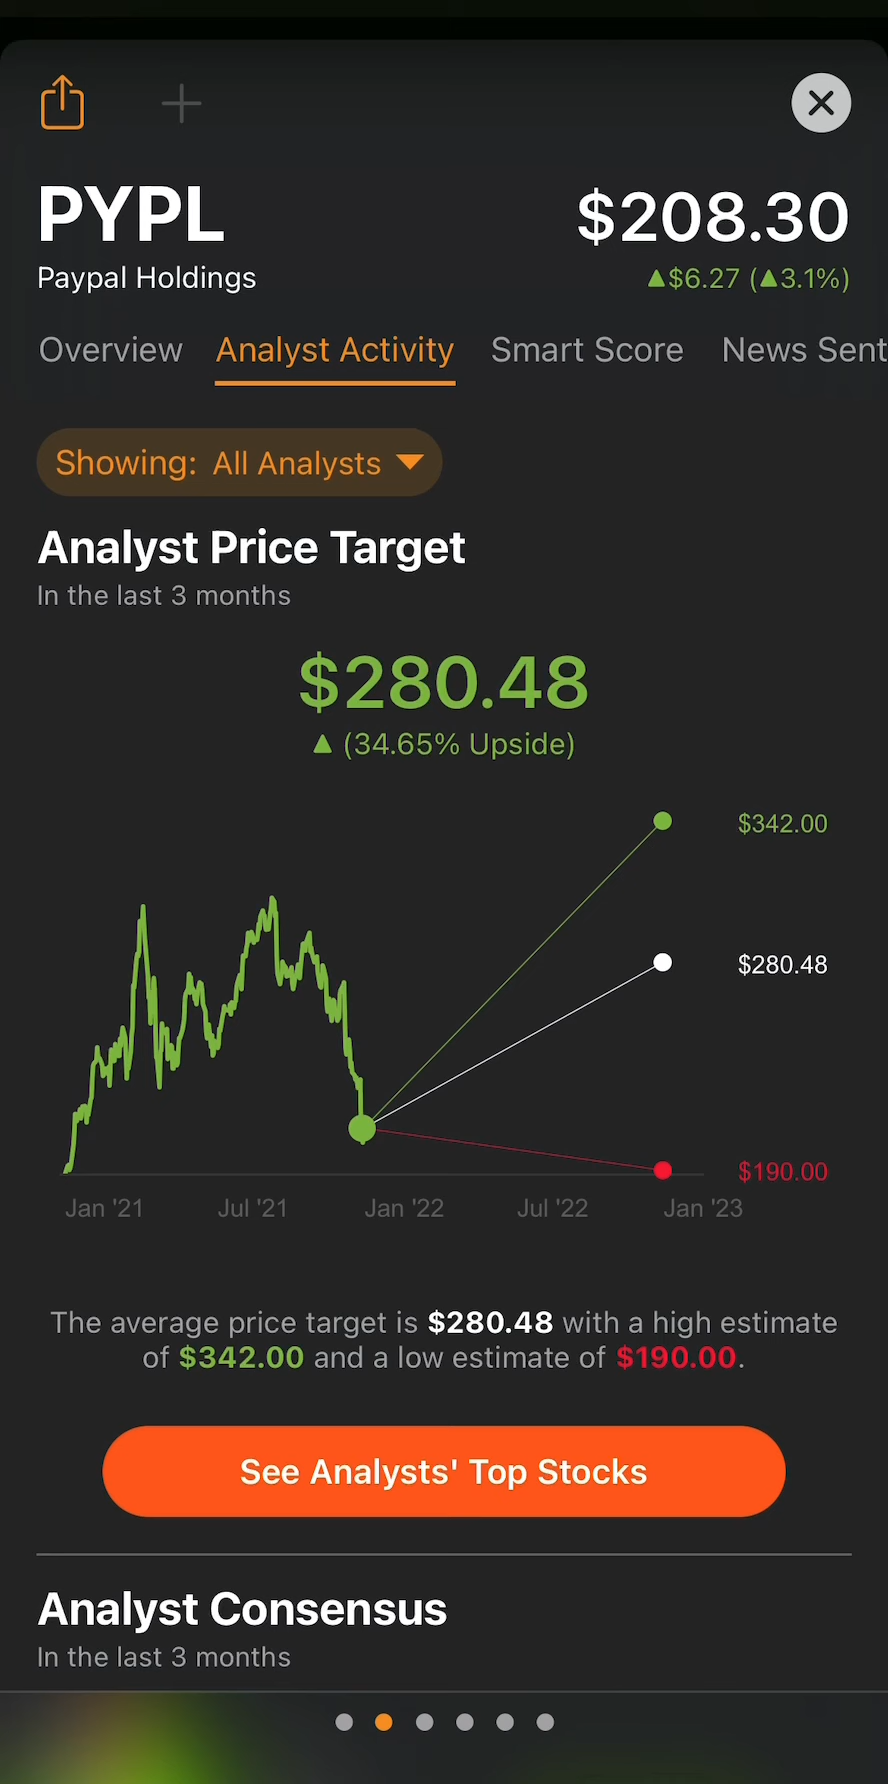 PYPL
$208.30
Paypal Holdings
▲$6.27 (▲3.1%)
Overview
Analyst Activity
Smart Score
News Sent
Showing: All Analysts
Analyst Price Target
In the last 3 months
$280.48
▲ (34.65% Upside)
$342.00
$280.48
$190.00
Jan '21
Jul '21
Jan '22
Jul '22
Jan '23
The average price target is $280.48 with a high estimate
of $342.00 and a low estimate of $190.00.
See Analysts' Top Stocks
Analyst Consensus
In the last 3 months